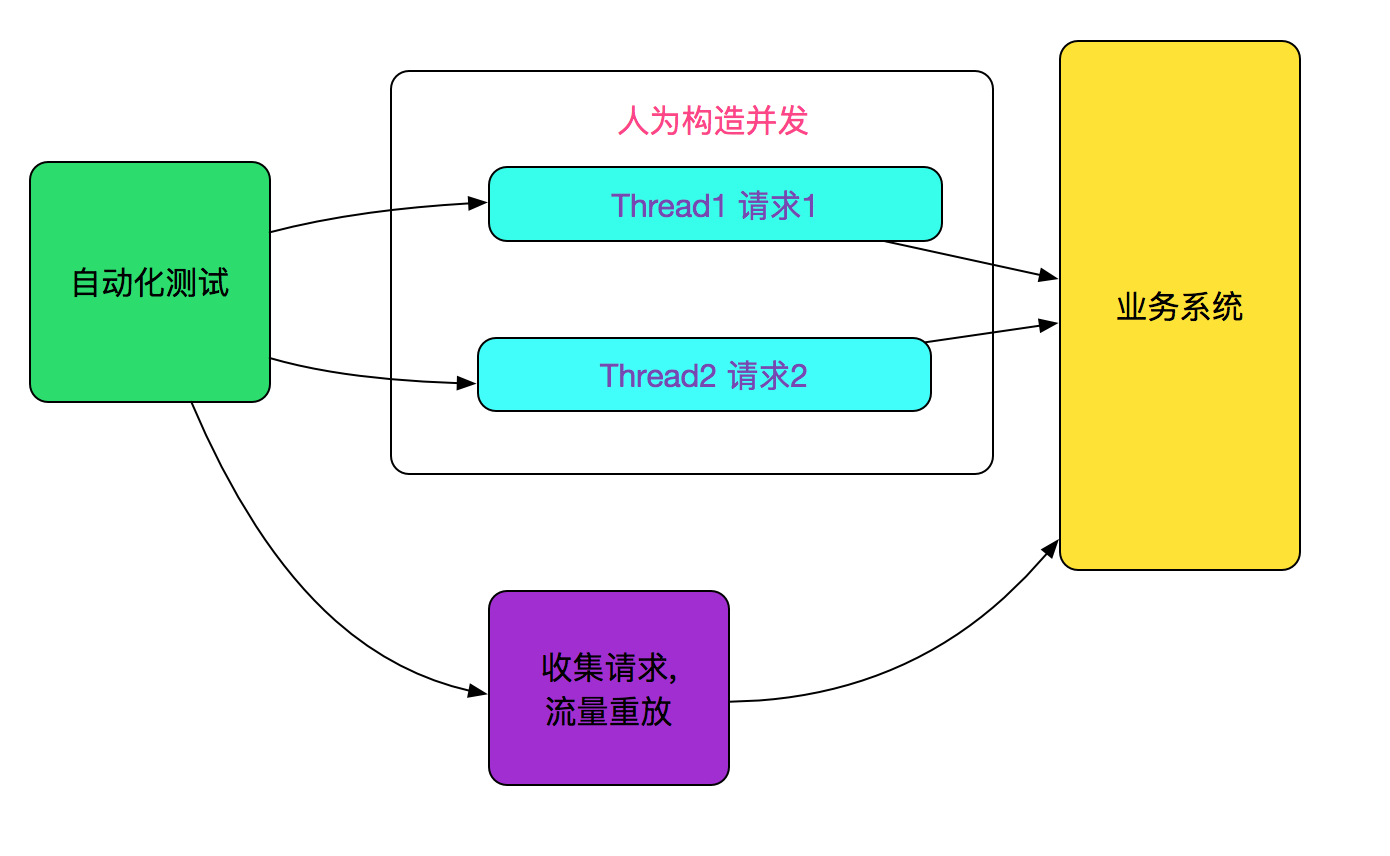 人为构造并发
Thread1 请求1
自动化测试
业务系统
Thread2 请求2
收集请求,
流量重放